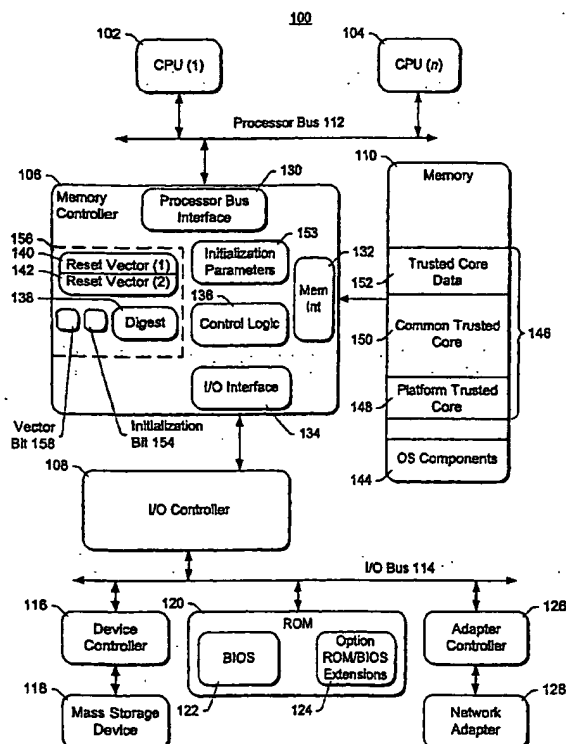 100
102
CPU (1)
104
CPU (n)
Processor Bus 112
106
Memory Controller
130
Processor Bus
Interface
110
Memory
156
140
142
138
Reset Vector (1)
Reset Vector (2)
Digest
153
Initialization
Parameters
136
Control Logic
132
Mem
Int
152
Trusted Core
Data
150
Common Trusted
Core
146
148
Platform Trusted
Core
144
OS Components
I/O Interface
134
Vector
Bit 158
Initialization
Bit 154
108
I/O Controller
I/O Bus 114
116
Device
Controller
120
ROM
BIOS
122
Option
ROM/BIOS
Extensions
124
126
Adapter
Controller
118
Mass Storage
Device
128
Network
Adapter